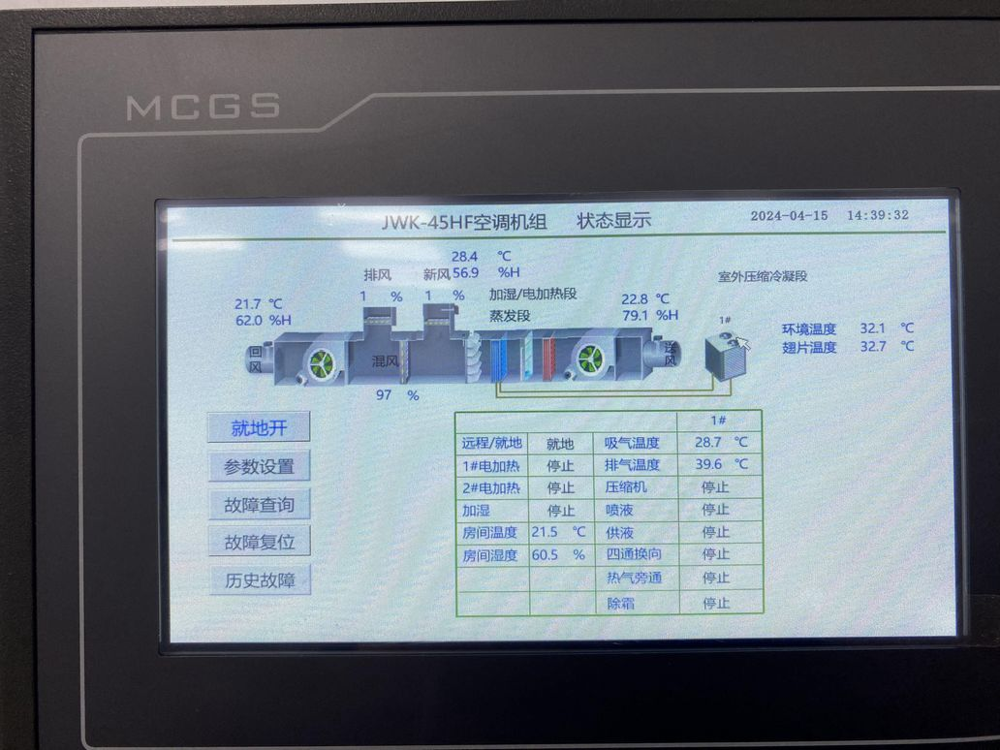 MCGS
JWK-45HF空调机组 状态显示 2024-04-15 14:39:32
28.4 ℃
排风 新风 56.9 %H
1 % 1 % 加湿/电加热段
蒸发段
21.7 ℃
62.0 %H
22.8 ℃
79.1 %H
室外压缩冷凝段
1#
环境温度 32.1 ℃
翅片温度 32.7 ℃
回风
混风
送风
97 %
就地开
参数设置
故障查询
故障复位
历史故障
1#
远程/就地 就地 吸气温度 28.7 ℃
1#电加热 停止 排气温度 39.6 ℃
2#电加热 停止 压缩机 停止
加湿 停止 喷液 停止
房间温度 21.5 ℃ 供液 停止
房间湿度 60.5 % 四通换向 停止
热气旁通 停止
除霜 停止